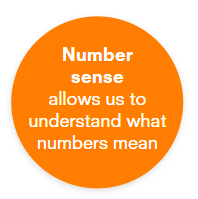 Number
sense
allows us to
understand what
numbers mean